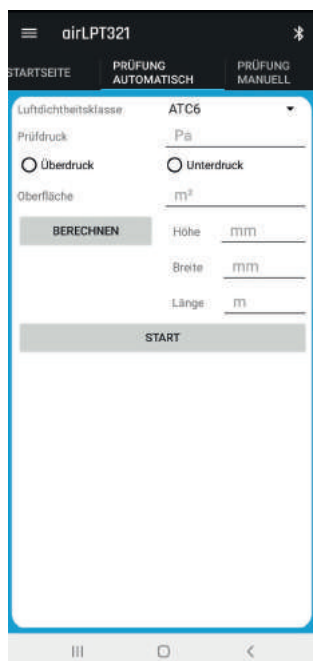 airLPT321
STARTSEITE
PRÜFUNG
AUTOMATISCH
PRÜFUNG
MANUELL
Luftdichtheitsklasse ATC6
Prüfdruck Pa
Überdruck Unterdruck
Oberfläche m²
BERECHNEN Höhe mm
Breite mm
Länge m
START